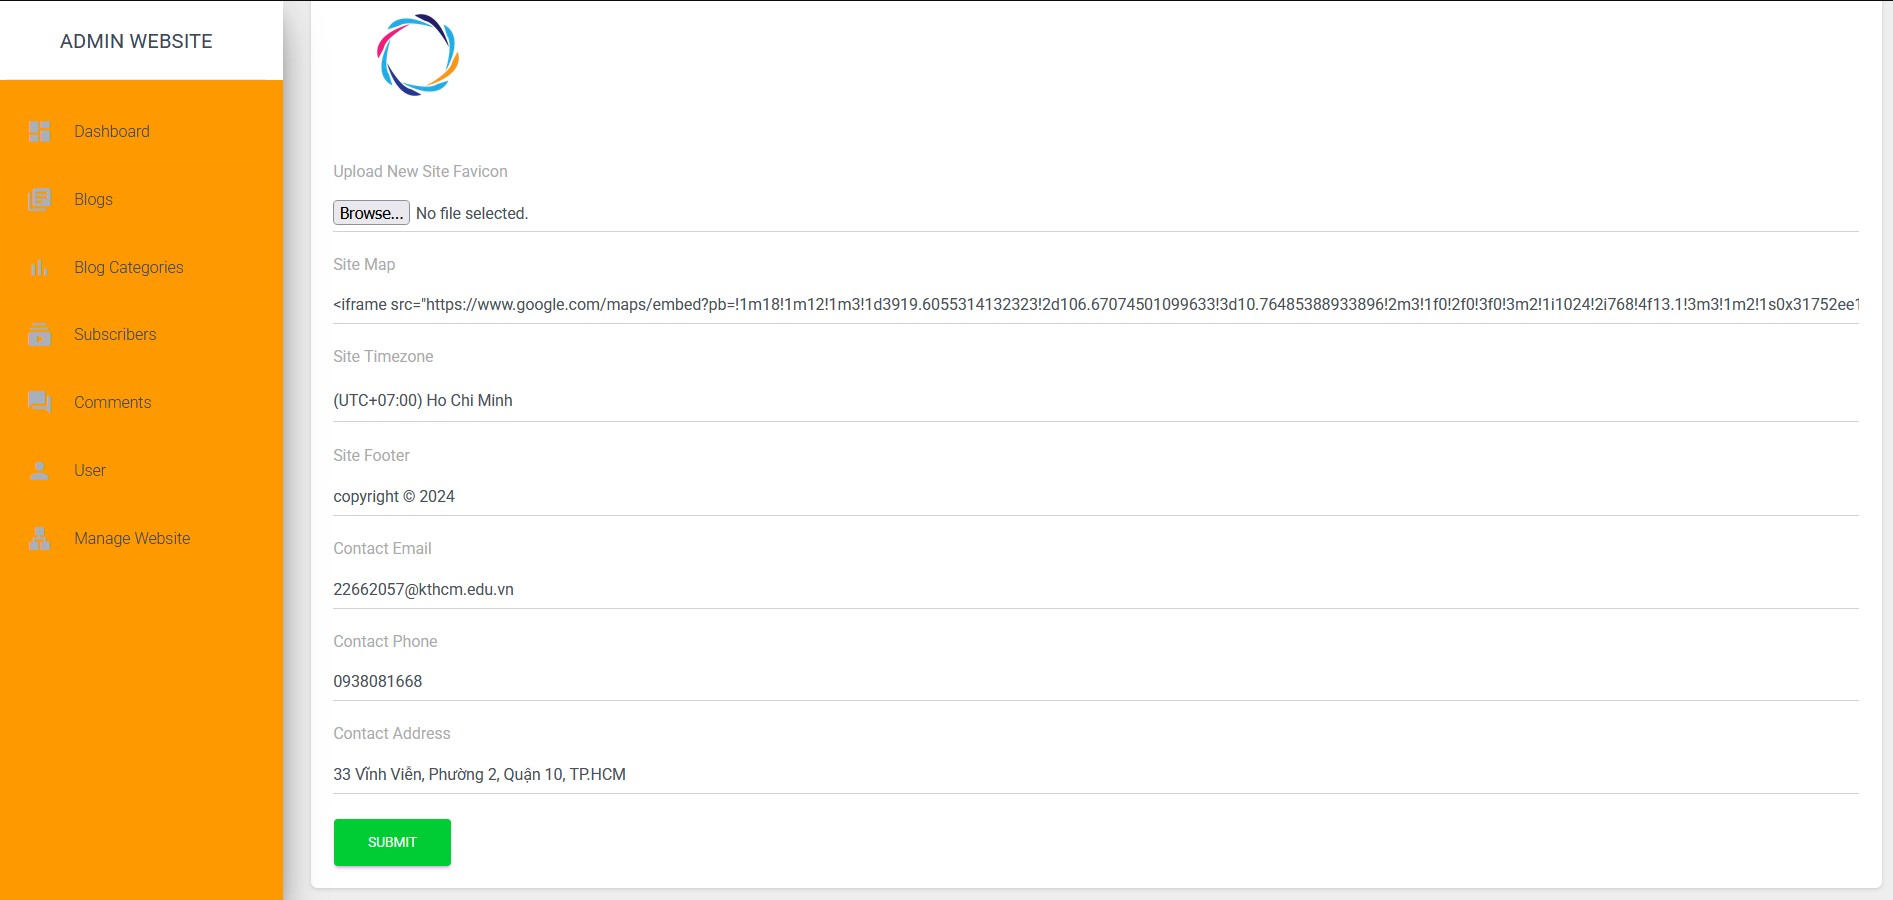 ADMIN WEBSITE
Dashboard
Blogs
Blog Categories
Subscribers
Comments
User
Manage Website
Upload New Site Favicon
Browse... No file selected.
Site Map
<iframe src="https://www.google.com/maps/embed?pb=!1m18!1m12!1m3!1d3919.6055314132323!2d106.67074501099633!3d10.76485388933896!2m3!1f0!2f0!3f0!3m2!1i1024!2i768!4f13.1!3m3!1m2!1s0x31752ee1
Site Timezone
(UTC+07:00) Ho Chi Minh
Site Footer
copyright © 2024
Contact Email
22662057@kthcm.edu.vn
Contact Phone
0938081668
Contact Address
33 Vĩnh Viễn, Phường 2, Quận 10, TP.HCM
SUBMIT